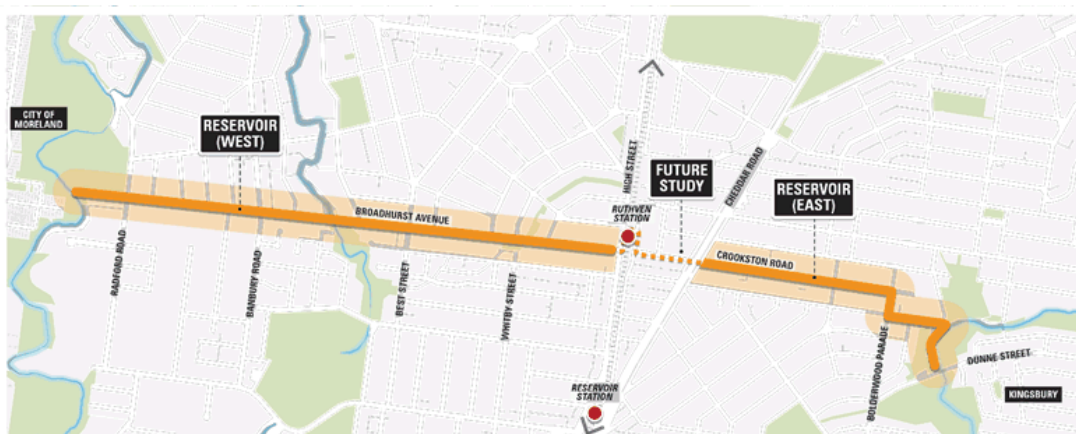 CITY OF
MORELAND
RESERVOIR
(WEST)
HIGH STREET
FUTURE
STUDY
CHEDDAR ROAD
RESERVOIR
(EAST)
BROADHURST AVENUE
RUTHVEN
STATION
RADFORD ROAD
BANBURY ROAD
BEST STREET
WHITBY STREET
CROOKSTON ROAD
BOLDERWOOD PARADE
DUNNE STREET
RESERVOIR
STATION
KINGSBURY